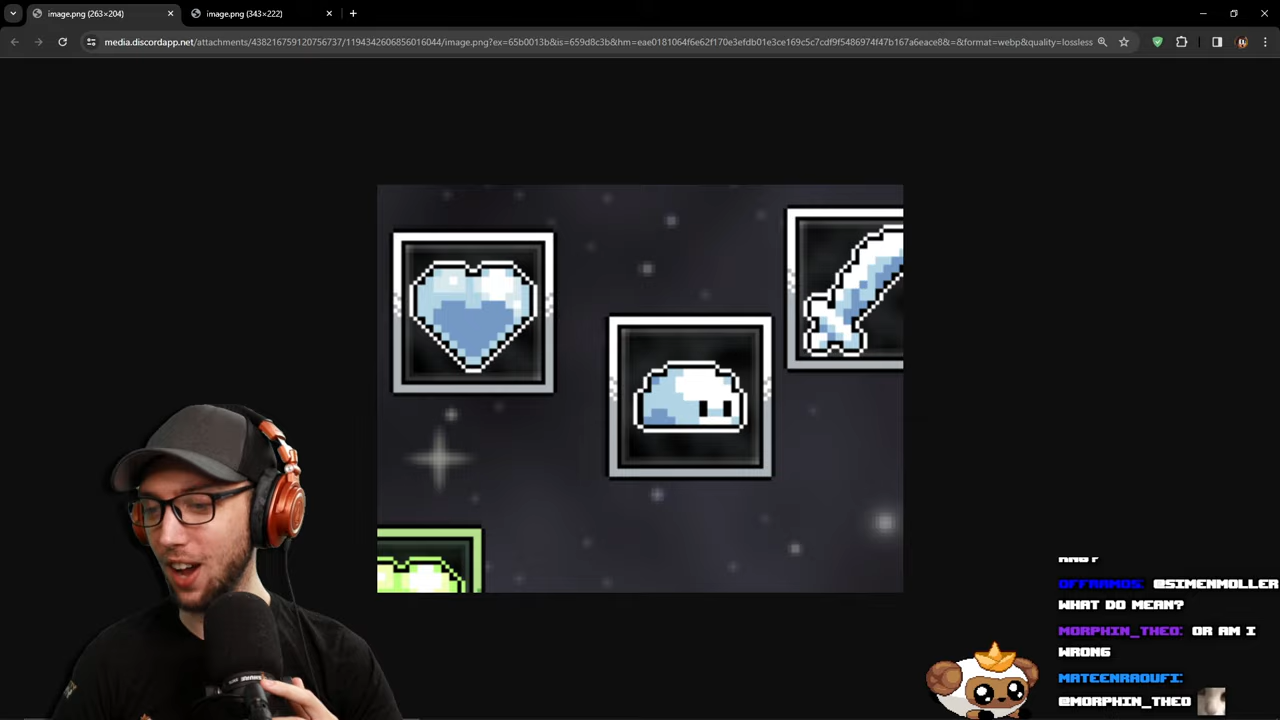 image.png (263×204)
image.png (343×222)
media.discordapp.net/attachments/438216759120756737/1194342606856016044/image.png?ex=65b0013b&is=659d8c3b&hm=eae0181064f6e62f170e3efdb01e3ce169c5c7cdf9f5486974f47b167a6eace8&=&format=webp&quality=lossless
OFFRAMOS: @SIMENMOLLER
WHAT DO MEAN?
MORPHIN_THEO: OR AM I
WRONG
MATEENRAOUFI:
@MORPHIN_THEO